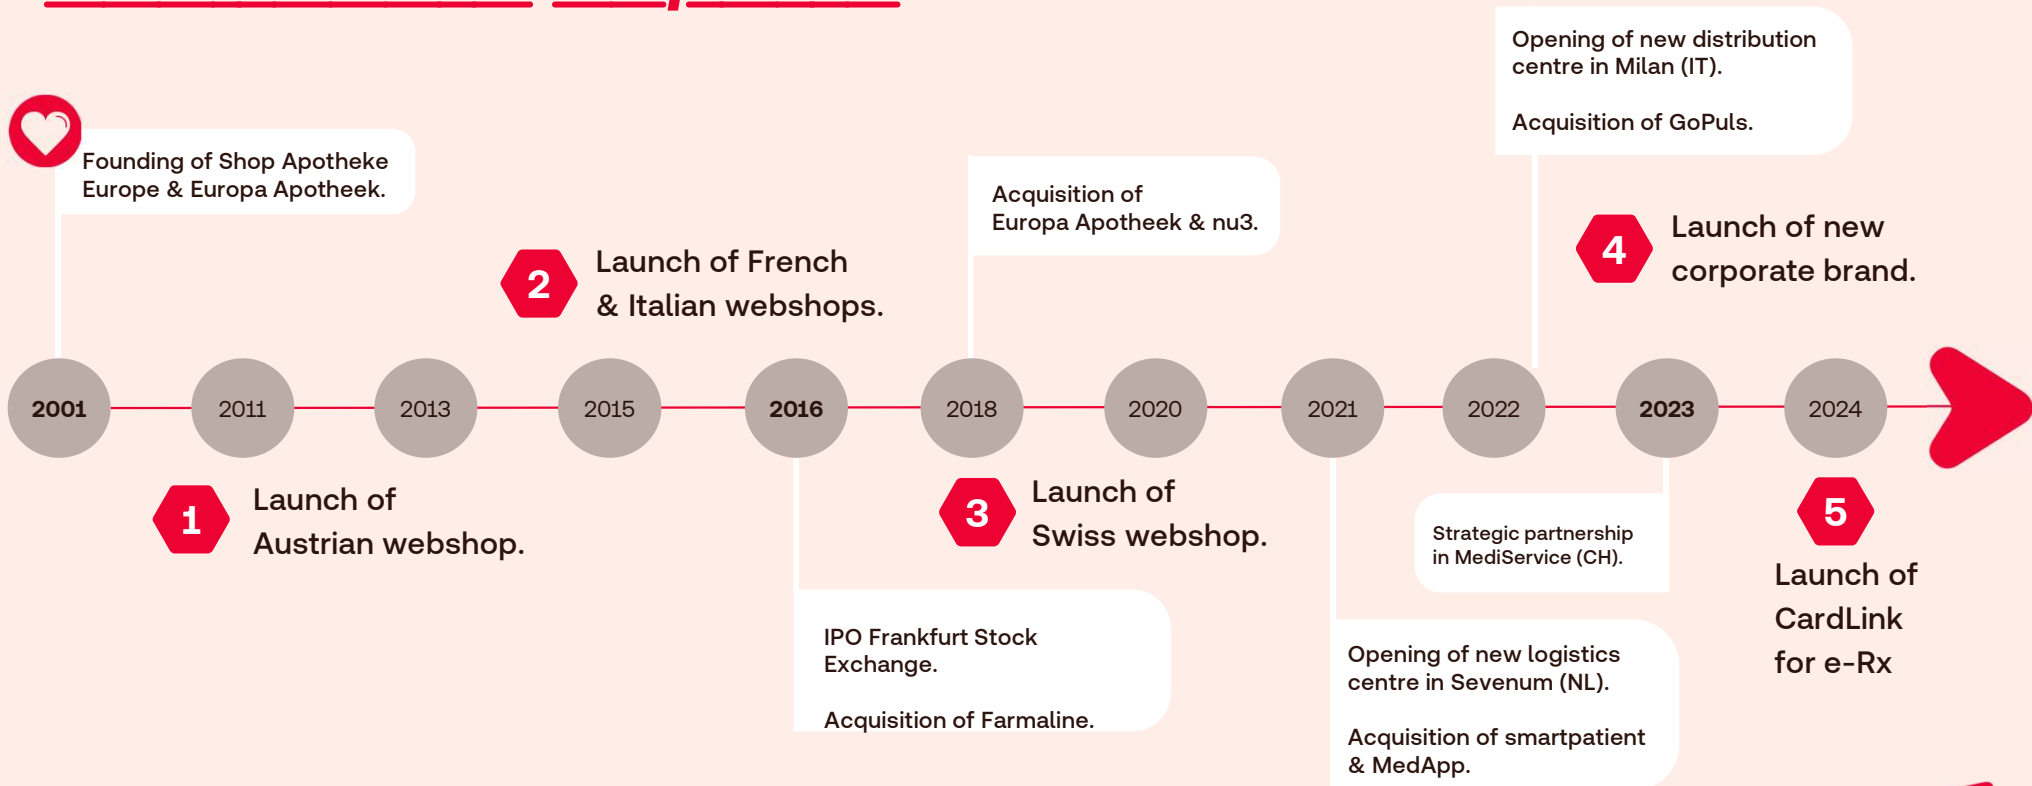 Opening of new distribution
centre in Milan (IT).
Acquisition of GoPuls.
Founding of Shop Apotheke
Europe & Europa Apotheek.
Acquisition of
Europa Apotheek & nu3.
2
Launch of French
& Italian webshops.
4
Launch of new
corporate brand.
2001
2011
2013
2015
2016
2018
2020
2021
2022
2023
2024
1
Launch of
Austrian webshop.
3
Launch of
Swiss webshop.
Strategic partnership
in MediService (CH).
5
Launch of
CardLink
for e-Rx
IPO Frankfurt Stock
Exchange.
Acquisition of Farmaline.
Opening of new logistics
centre in Sevenum (NL).
Acquisition of smartpatient
& MedApp.